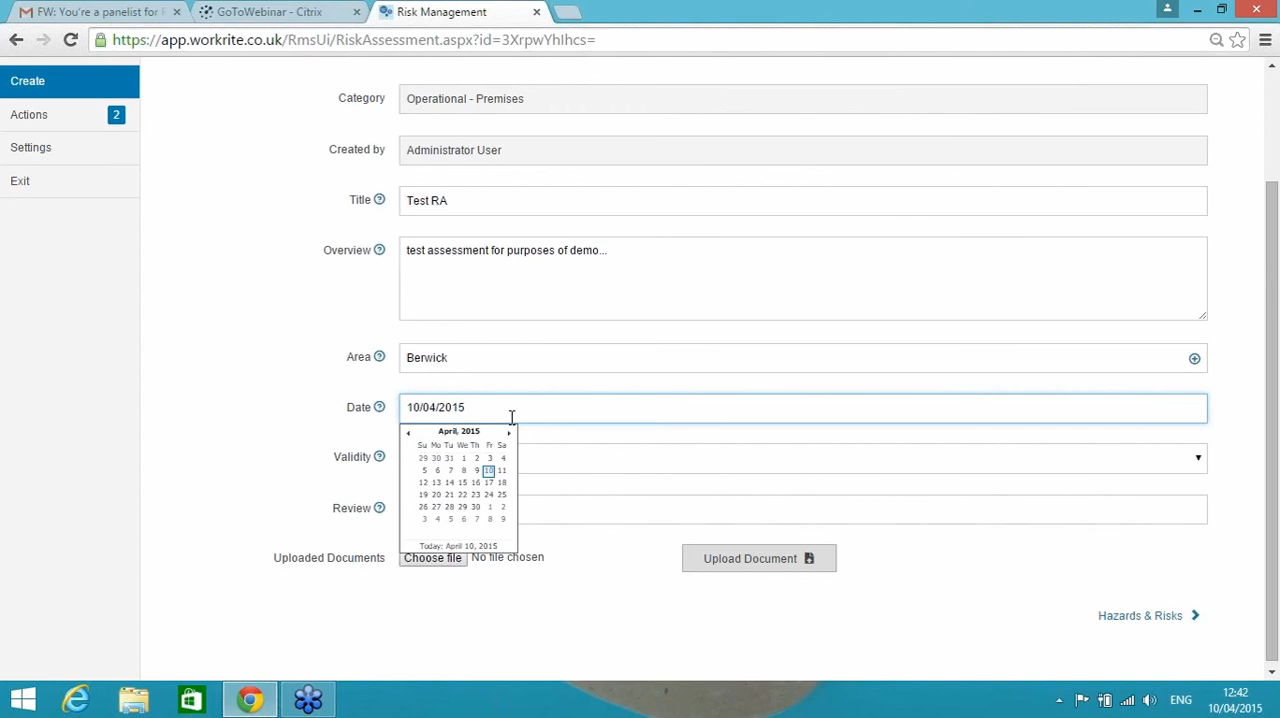 FW: You're a panelist for F
GoToWebinar - Citrix
Risk Management
https://app.workrite.co.uk/RmsUi/RiskAssessment.aspx?id=3XrpwYhIhcs=
Create
Actions 2
Settings
Exit
Category Operational - Premises
Created by Administrator User
Title Test RA
Overview test assessment for purposes of demo...
Area Berwick
Date 10/04/2015
April, 2015
Su Mo Tu We Th Fr Sa
29 30 31 1 2 3 4
5 6 7 8 9 10 11
12 13 14 15 16 17 18
19 20 21 22 23 24 25
26 27 28 29 30 1 2
3 4 5 6 7 8 9
Today: April 10, 2015
Validity
Review
Uploaded Documents Choose file No file chosen Upload Document
Hazards & Risks
ENG
12:42
10/04/2015